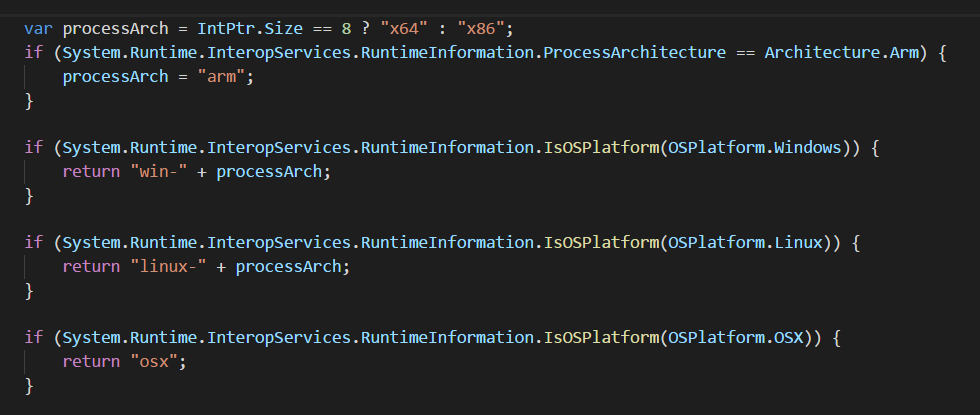 var processArch = IntPtr.Size == 8 ? "x64" : "x86";
if (System.Runtime.InteropServices.RuntimeInformation.ProcessArchitecture == Architecture.Arm) {
    processArch = "arm";
}

if (System.Runtime.InteropServices.RuntimeInformation.IsOSPlatform(OSPlatform.Windows)) {
    return "win-" + processArch;
}

if (System.Runtime.InteropServices.RuntimeInformation.IsOSPlatform(OSPlatform.Linux)) {
    return "linux-" + processArch;
}

if (System.Runtime.InteropServices.RuntimeInformation.IsOSPlatform(OSPlatform.OSX)) {
    return "osx";
}